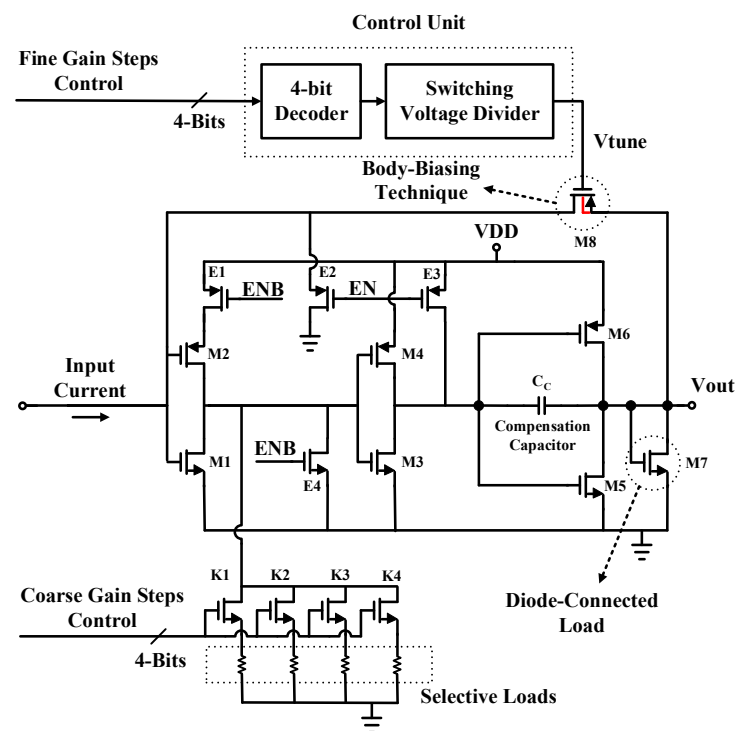 Control Unit
Fine Gain Steps
Control
4-Bits
4-bit
Decoder
Switching
Voltage Divider
Vtune
Body-Biasing
Technique
M8
VDD
E1
E2
E3
ENB
EN
M6
M2
M4
Input
Current
C_C
Compensation
Capacitor
Vout
ENB
M1
E4
M3
M5
M7
K1
K2
K3
K4
Coarse Gain Steps
Control
4-Bits
Diode-Connected
Load
Selective Loads